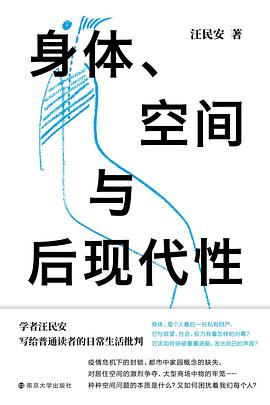 汪民安 著
身体、
空间
与
后现代性
学者汪民安
写给普通读者的日常生活批判
身体，是个人最后一份私有财产。
它与欲望、社会、权力有着怎样的纠葛？
它该如何突破重重遮蔽，发出自己的声音？
疫情危机下的封锁、都市中家园概念的缺失、
对居住空间的激烈争夺、大型商场中物的牢笼……
种种空间问题的本质是什么？又如何困扰着我们每个人？
南京大学出版社